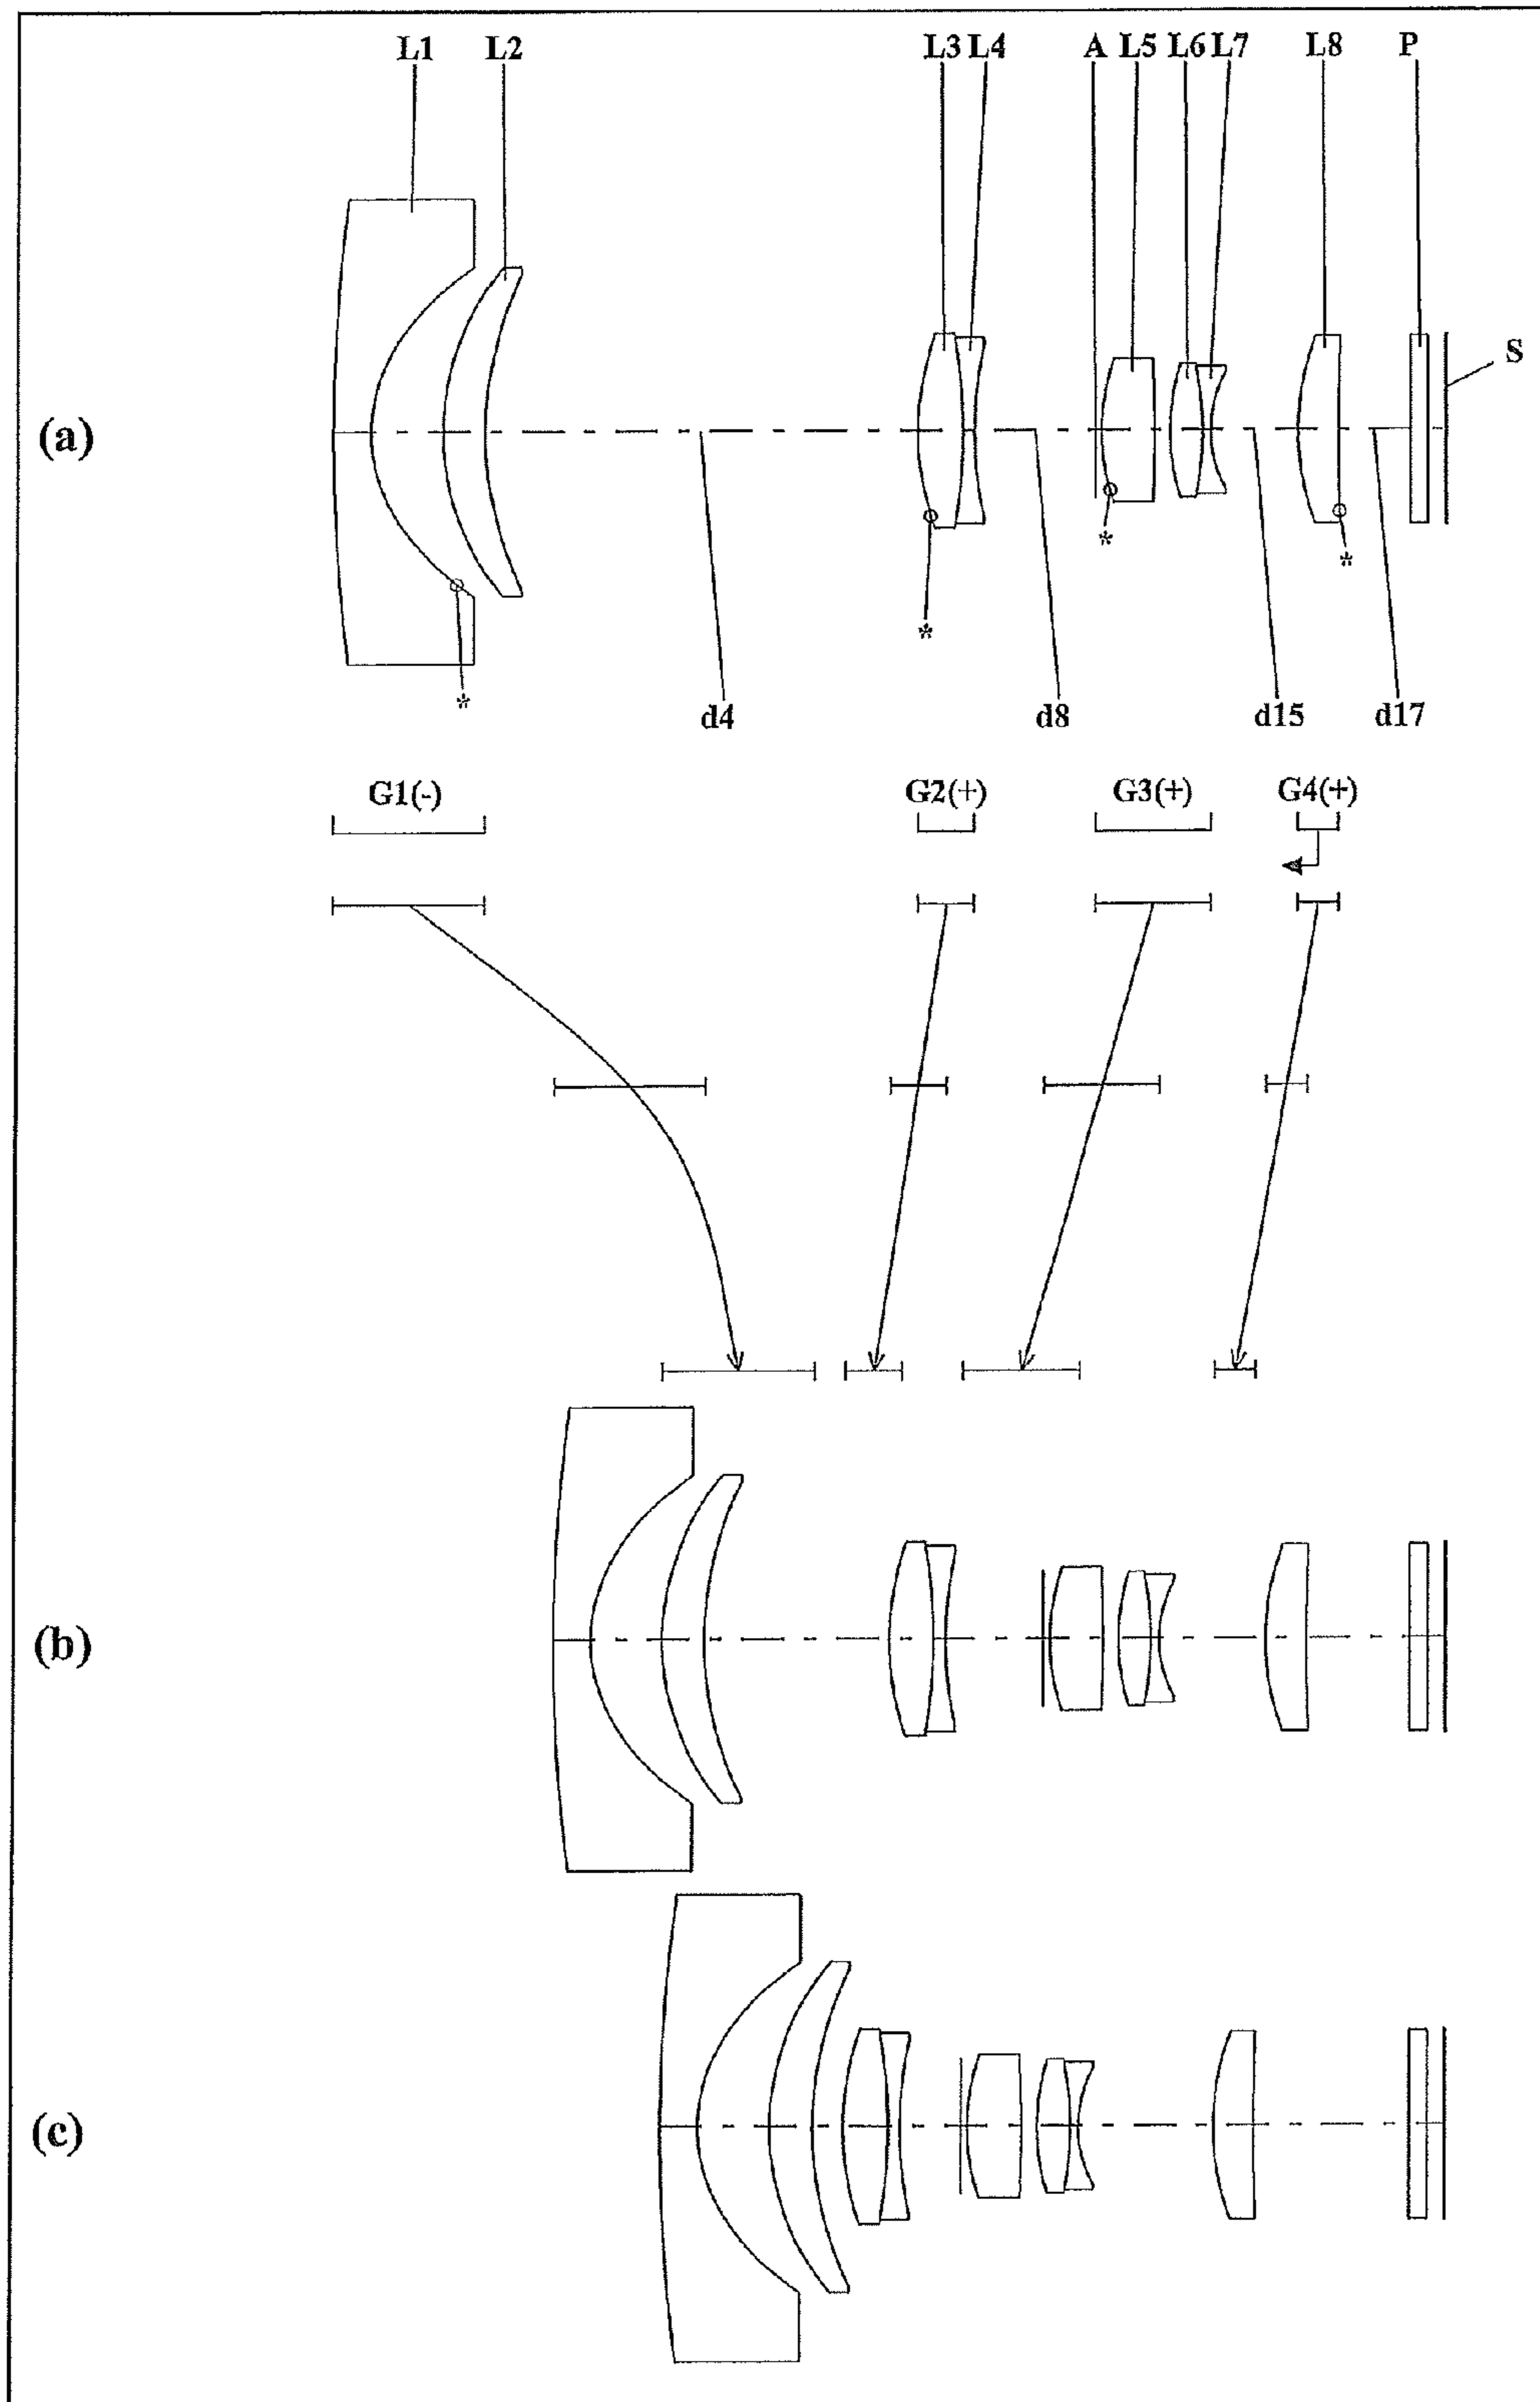 L1 L2 L3 L4 A L5 L6 L7 L8 P
S
(a)
*
*
*
*
d4 d8 d15 d17
G1(-) G2(+) G3(+) G4(+)
(b)
(c)